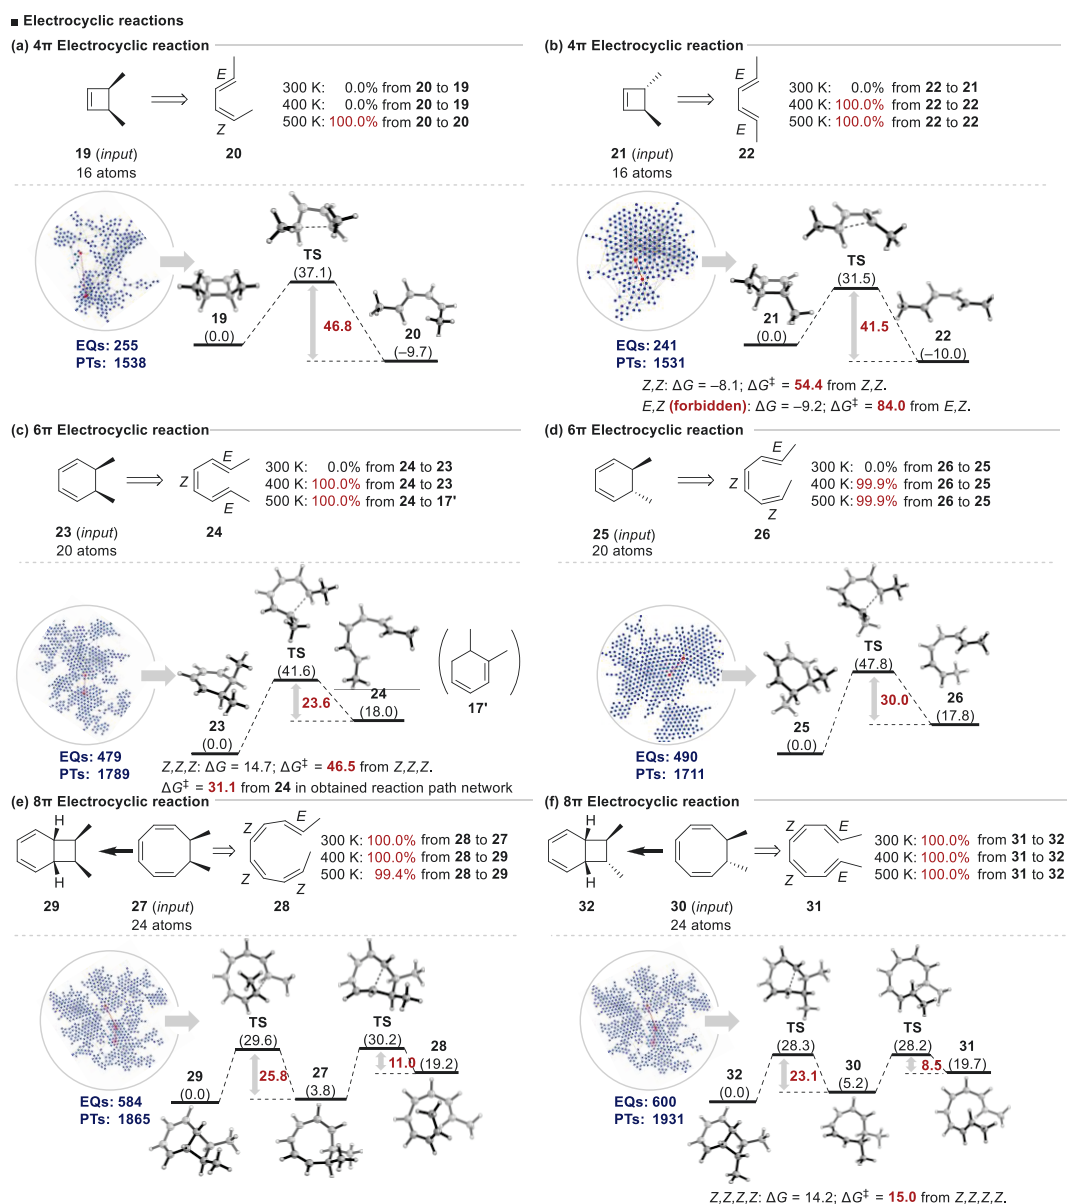 ■ Electrocyclic reactions
(a) 4π Electrocyclic reaction
E
Z
300 K: 0.0% from 20 to 19
400 K: 0.0% from 20 to 19
500 K: 100.0% from 20 to 20
19 (input)
20
16 atoms
TS
(37.1)
19
(0.0)
46.8
20
(–9.7)
EQs: 255
PTs: 1538
(b) 4π Electrocyclic reaction
E
E
300 K: 0.0% from 22 to 21
400 K: 100.0% from 22 to 22
500 K: 100.0% from 22 to 22
21 (input)
22
16 atoms
TS
(31.5)
21
(0.0)
41.5
22
(–10.0)
EQs: 241
PTs: 1531
Z,Z: ΔG = –8.1; ΔG‡ = 54.4 from Z,Z.
E,Z (forbidden): ΔG = –9.2; ΔG‡ = 84.0 from E,Z.
(c) 6π Electrocyclic reaction
E
Z
E
300 K: 0.0% from 24 to 23
400 K: 100.0% from 24 to 23
500 K: 100.0% from 24 to 17'
23 (input)
24
20 atoms
TS
(41.6)
23
(0.0)
23.6
24
(18.0)
17'
EQs: 479
PTs: 1789
Z,Z,Z: ΔG = 14.7; ΔG‡ = 46.5 from Z,Z,Z.
ΔG‡ = 31.1 from 24 in obtained reaction path network
(d) 6π Electrocyclic reaction
E
Z
Z
300 K: 0.0% from 26 to 25
400 K: 99.9% from 26 to 25
500 K: 99.9% from 26 to 25
25 (input)
26
20 atoms
TS
(47.8)
25
(0.0)
30.0
26
(17.8)
EQs: 490
PTs: 1711
(e) 8π Electrocyclic reaction
H
H
Z
E
Z
Z
300 K: 100.0% from 28 to 27
400 K: 100.0% from 28 to 29
500 K: 99.4% from 28 to 29
29
27 (input)
28
24 atoms
TS
(29.6)
TS
(30.2)
29
(0.0)
25.8
27
(3.8)
11.0
28
(19.2)
EQs: 584
PTs: 1865
(f) 8π Electrocyclic reaction
H
H
Z
E
Z
E
300 K: 100.0% from 31 to 32
400 K: 100.0% from 31 to 32
500 K: 100.0% from 31 to 32
32
30 (input)
31
24 atoms
TS
(28.3)
TS
(28.2)
32
(0.0)
23.1
30
(5.2)
8.5
31
(19.7)
EQs: 600
PTs: 1931
Z,Z,Z,Z: ΔG = 14.2; ΔG‡ = 15.0 from Z,Z,Z,Z.